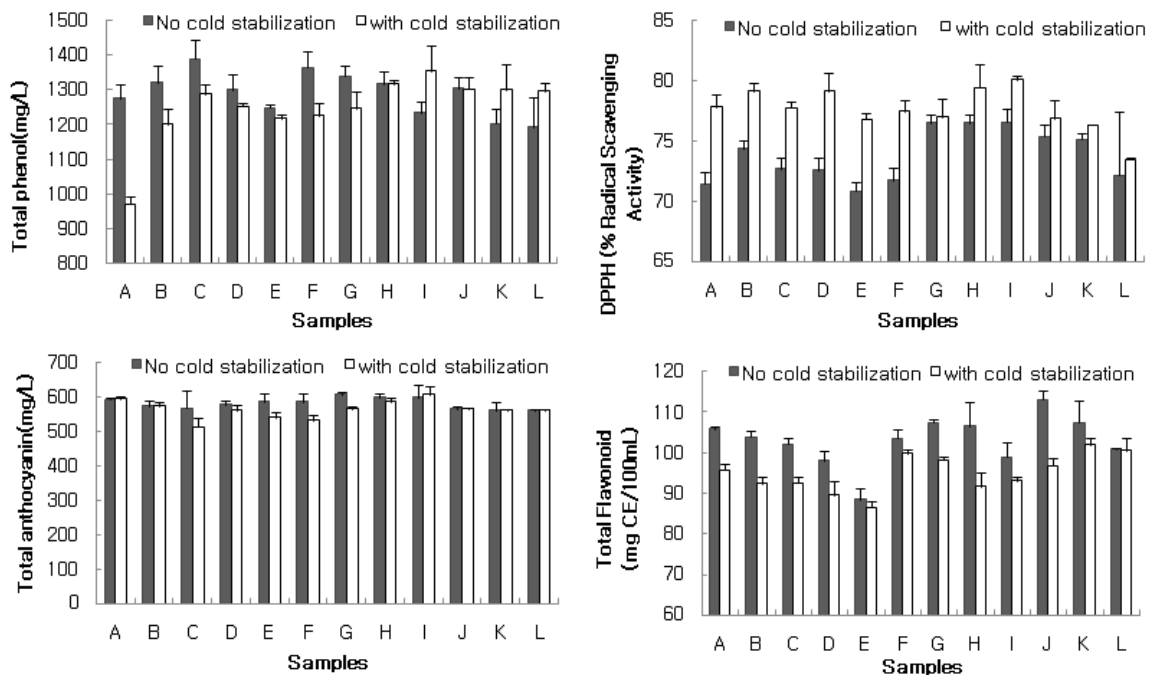 No cold stabilization with cold stabilization
Total phenol(mg/L)
1500
1400
1300
1200
1100
1000
900
800
A B C D E F G H I J K L
Samples
No cold stabilization with cold stabilization
DPPH (% Radical Scavenging
Activity)
85
80
75
70
65
A B C D E F G H I J K L
Samples
No cold stabilization with cold stabilization
Total anthocyanin(mg/L)
700
600
500
400
300
200
100
0
A B C D E F G H I J K L
Samples
No cold stabilization with cold stabilization
Total Flavonoid
(mg CE/100mL)
120
110
100
90
80
70
60
A B C D E F G H I J K L
Samples